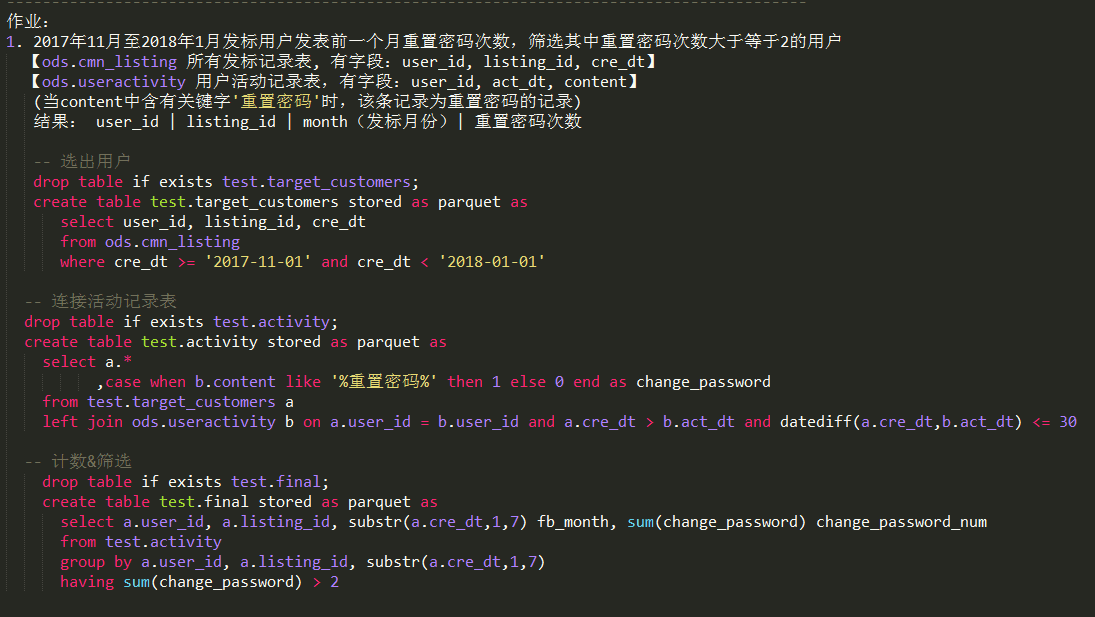 作业:
1. 2017年11月至2018年1月发标用户发表前一个月重置密码次数，筛选其中重置密码次数大于等于2的用户
【ods.cmn_listing 所有发标记录表, 有字段：user_id, listing_id, cre_dt】
【ods.useractivity 用户活动记录表，有字段：user_id, act_dt, content】
(当content中含有关键字'重置密码'时，该条记录为重置密码的记录)
结果： user_id | listing_id | month（发标月份）| 重置密码次数
-- 选出用户
drop table if exists test.target_customers;
create table test.target_customers stored as parquet as
select user_id, listing_id, cre_dt
from ods.cmn_listing
where cre_dt >= '2017-11-01' and cre_dt < '2018-01-01'
-- 连接活动记录表
drop table if exists test.activity;
create table test.activity stored as parquet as
select a.*
,case when b.content like '%重置密码%' then 1 else 0 end as change_password
from test.target_customers a
left join ods.useractivity b on a.user_id = b.user_id and a.cre_dt > b.act_dt and datediff(a.cre_dt,b.act_dt) <= 30
-- 计数&筛选
drop table if exists test.final;
create table test.final stored as parquet as
select a.user_id, a.listing_id, substr(a.cre_dt,1,7) fb_month, sum(change_password) change_password_num
from test.activity
group by a.user_id, a.listing_id, substr(a.cre_dt,1,7)
having sum(change_password) > 2